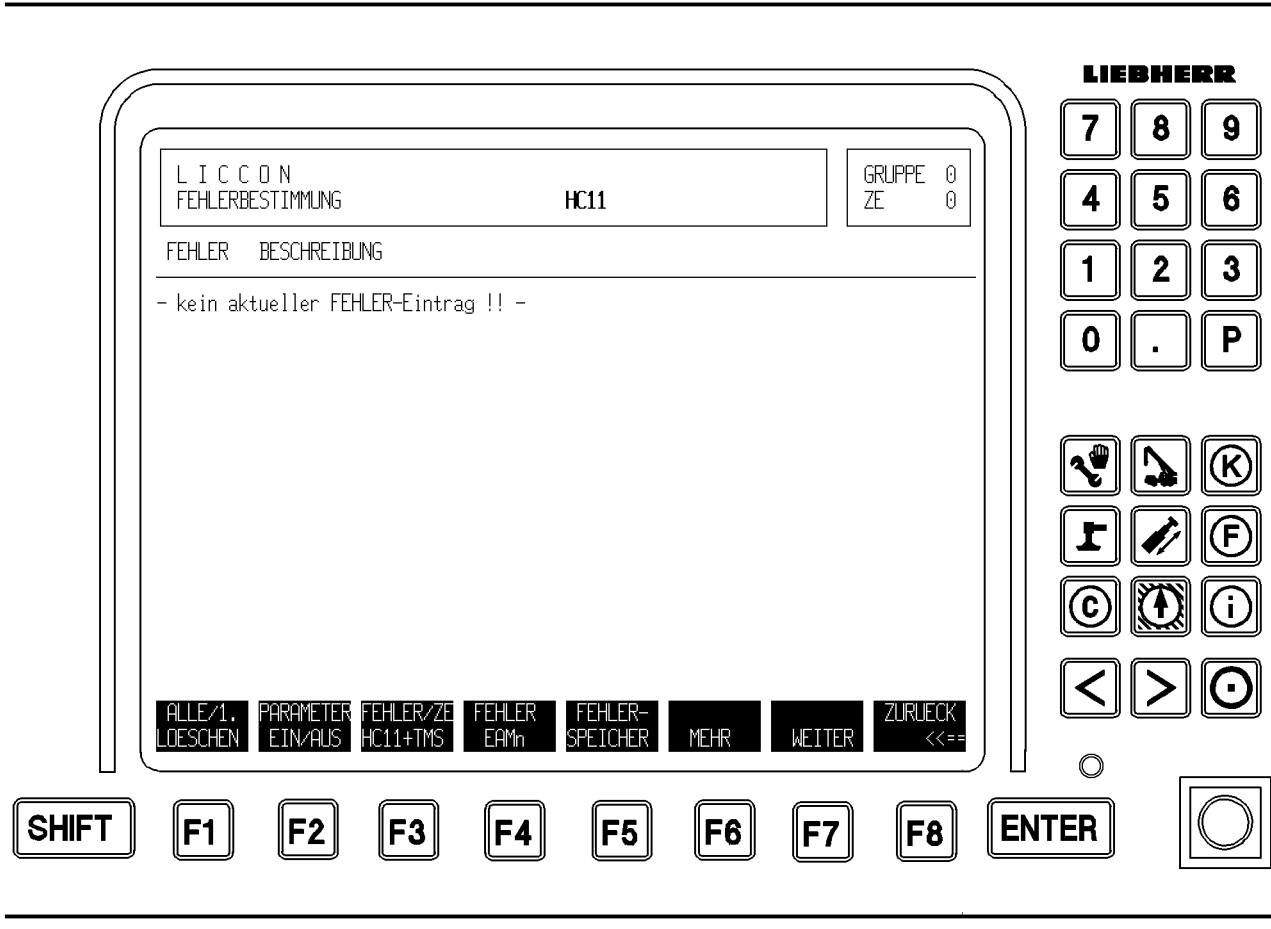 LIEBHERR
L I C C O N
FEHLERBESTIMMUNG HC11
GRUPPE 0
ZE 0
FEHLER BESCHREIBUNG
- kein aktueller FEHLER-Eintrag !! -
ALLE/1. LOESCHEN
PARAMETER EIN/AUS
FEHLER/ZE HC11+TMS
FEHLER EAMn
FEHLER- SPEICHER
MEHR
WEITER
ZURUECK <<==
7 8 9
4 5 6
1 2 3
0 . P
K
F
C i
< >
SHIFT F1 F2 F3 F4 F5 F6 F7 F8 ENTER